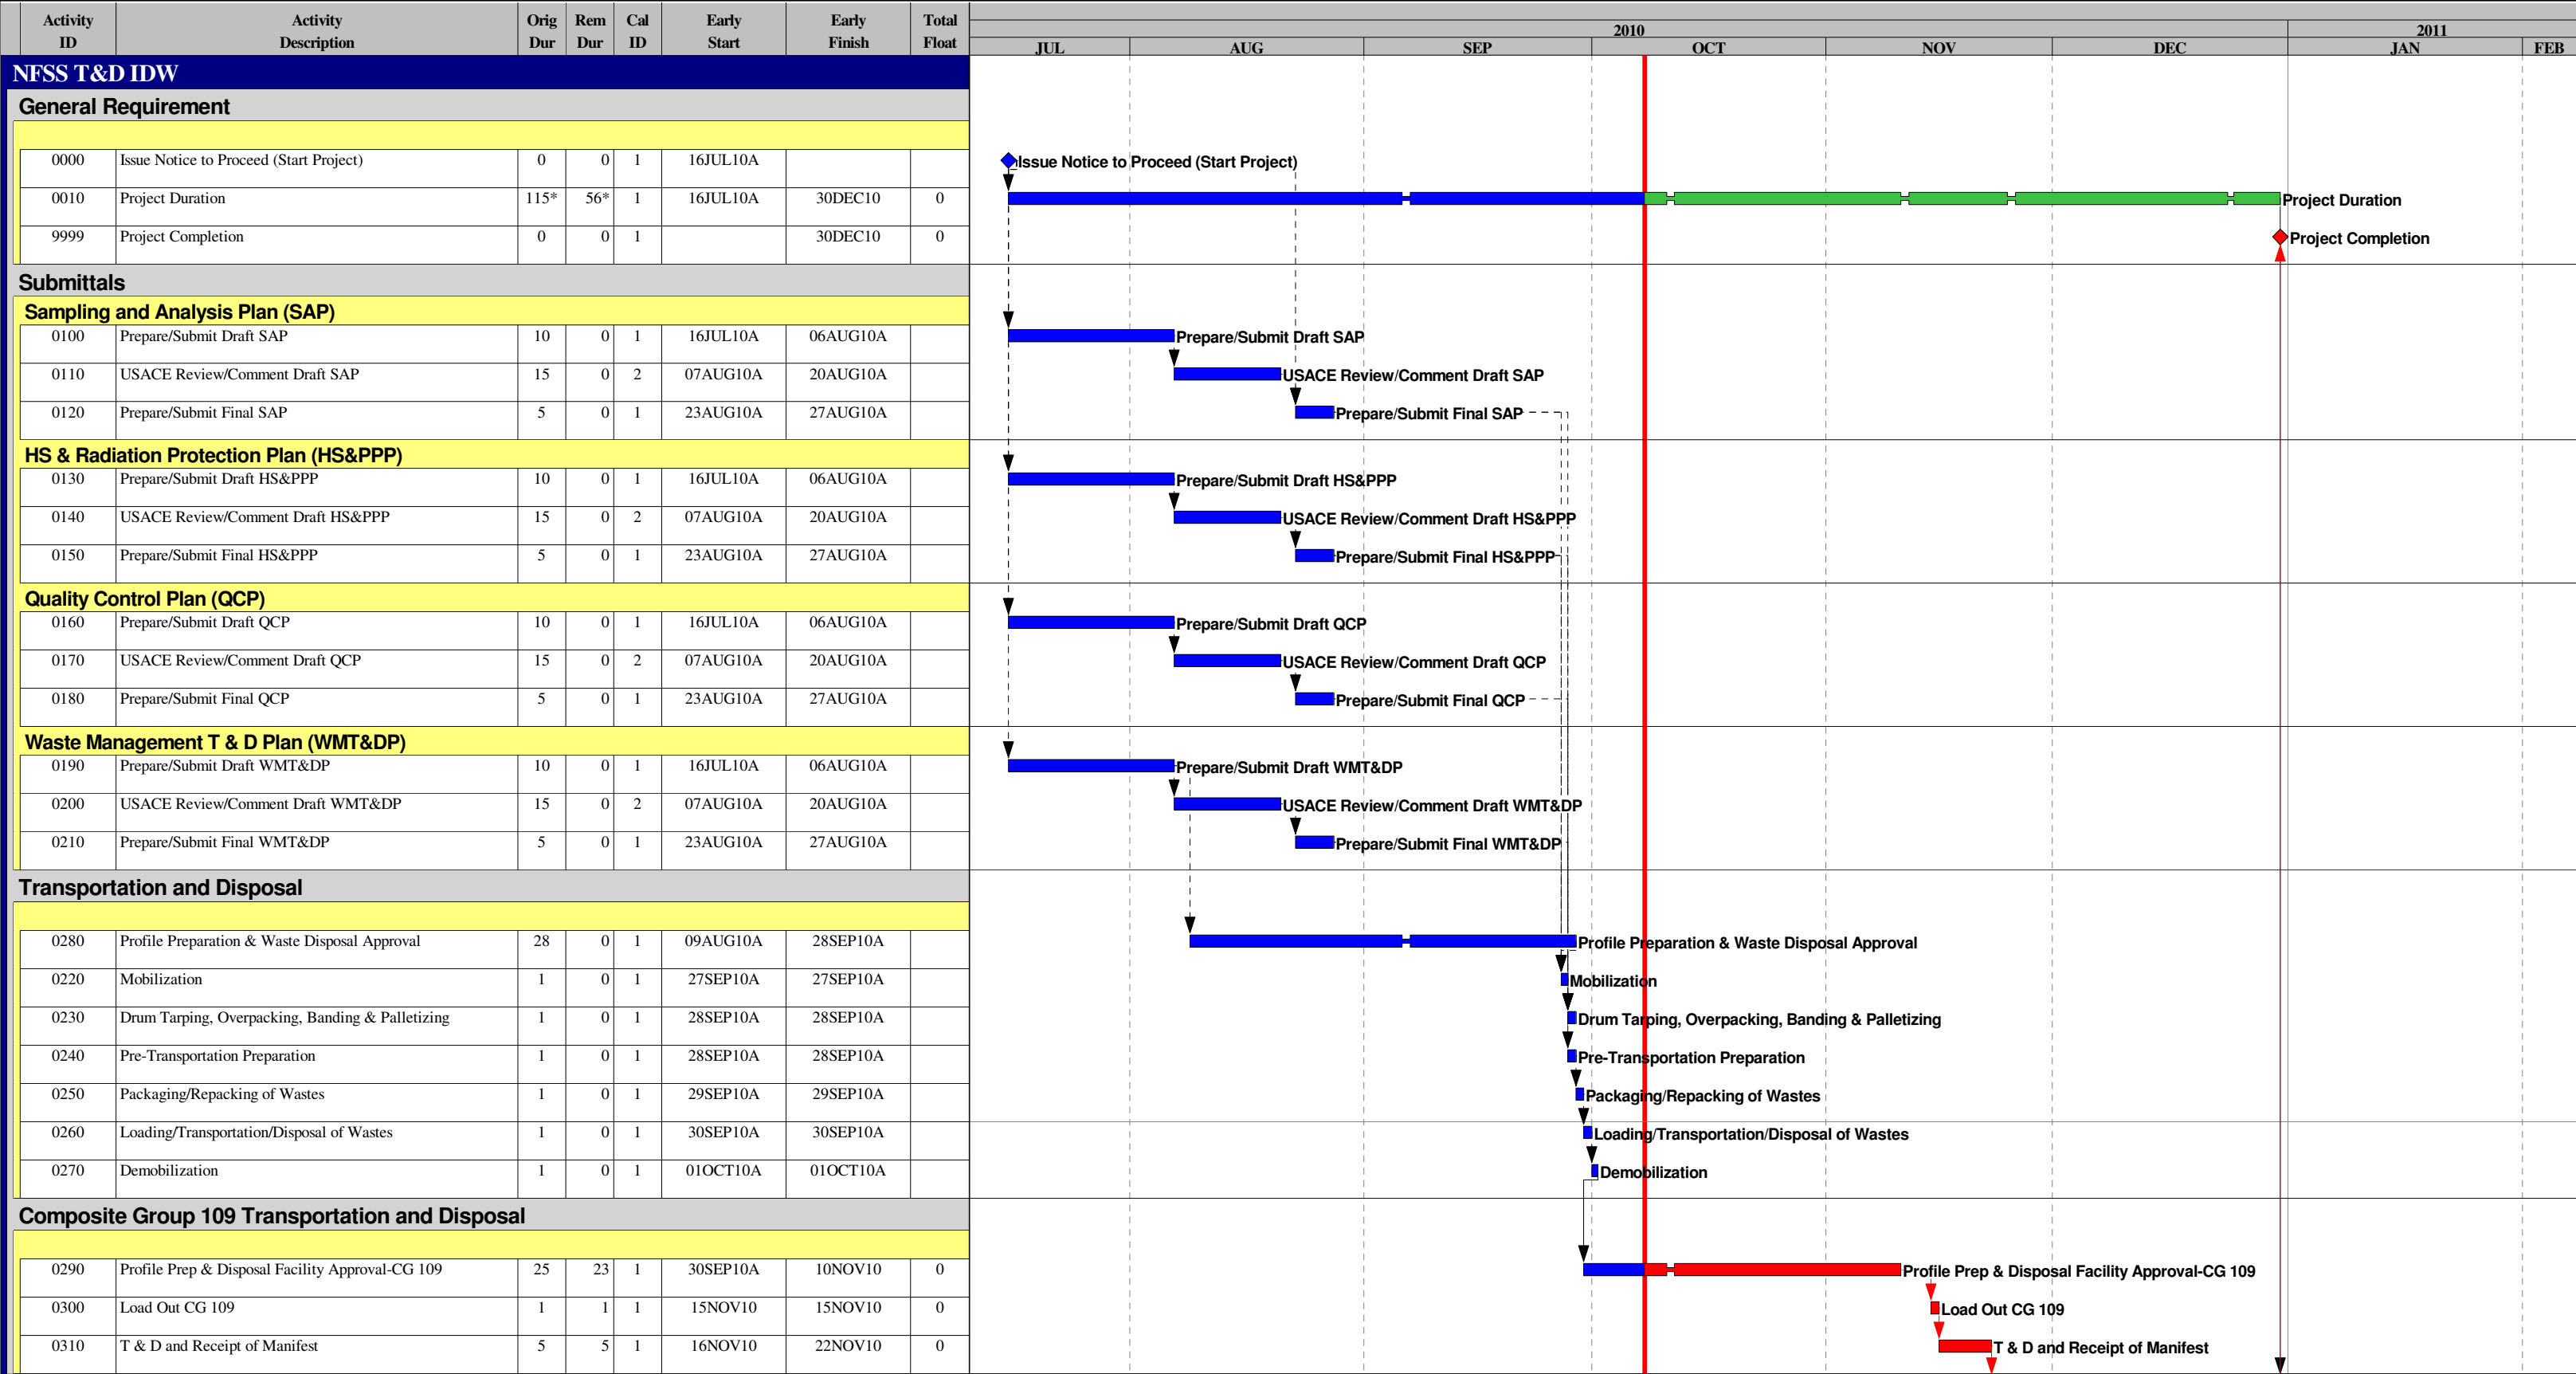 Activity Activity Orig Rem Cal Early Early Total
ID Description Dur Dur ID Start Finish Float
2010 2011
JUL AUG SEP OCT NOV DEC JAN FEB
NFSS T&D IDW
General Requirement
0000 Issue Notice to Proceed (Start Project) 0 0 1 16JUL10A Issue Notice to Proceed (Start Project)
0010 Project Duration 115* 56* 1 16JUL10A 30DEC10 0 Project Duration
9999 Project Completion 0 0 1 30DEC10 0 Project Completion
Submittals
Sampling and Analysis Plan (SAP)
0100 Prepare/Submit Draft SAP 10 0 1 16JUL10A 06AUG10A Prepare/Submit Draft SAP
0110 USACE Review/Comment Draft SAP 15 0 2 07AUG10A 20AUG10A USACE Review/Comment Draft SAP
0120 Prepare/Submit Final SAP 5 0 1 23AUG10A 27AUG10A Prepare/Submit Final SAP
HS & Radiation Protection Plan (HS&PPP)
0130 Prepare/Submit Draft HS&PPP 10 0 1 16JUL10A 06AUG10A Prepare/Submit Draft HS&PPP
0140 USACE Review/Comment Draft HS&PPP 15 0 2 07AUG10A 20AUG10A USACE Review/Comment Draft HS&PPP
0150 Prepare/Submit Final HS&PPP 5 0 1 23AUG10A 27AUG10A Prepare/Submit Final HS&PPP
Quality Control Plan (QCP)
0160 Prepare/Submit Draft QCP 10 0 1 16JUL10A 06AUG10A Prepare/Submit Draft QCP
0170 USACE Review/Comment Draft QCP 15 0 2 07AUG10A 20AUG10A USACE Review/Comment Draft QCP
0180 Prepare/Submit Final QCP 5 0 1 23AUG10A 27AUG10A Prepare/Submit Final QCP
Waste Management T & D Plan (WMT&DP)
0190 Prepare/Submit Draft WMT&DP 10 0 1 16JUL10A 06AUG10A Prepare/Submit Draft WMT&DP
0200 USACE Review/Comment Draft WMT&DP 15 0 2 07AUG10A 20AUG10A USACE Review/Comment Draft WMT&DP
0210 Prepare/Submit Final WMT&DP 5 0 1 23AUG10A 27AUG10A Prepare/Submit Final WMT&DP
Transportation and Disposal
0280 Profile Preparation & Waste Disposal Approval 28 0 1 09AUG10A 28SEP10A Profile Preparation & Waste Disposal Approval
0220 Mobilization 1 0 1 27SEP10A 27SEP10A Mobilization
0230 Drum Tarping, Overpacking, Banding & Palletizing 1 0 1 28SEP10A 28SEP10A Drum Tarping, Overpacking, Banding & Palletizing
0240 Pre-Transportation Preparation 1 0 1 28SEP10A 28SEP10A Pre-Transportation Preparation
0250 Packaging/Repacking of Wastes 1 0 1 29SEP10A 29SEP10A Packaging/Repacking of Wastes
0260 Loading/Transportation/Disposal of Wastes 1 0 1 30SEP10A 30SEP10A Loading/Transportation/Disposal of Wastes
0270 Demobilization 1 0 1 01OCT10A 01OCT10A Demobilization
Composite Group 109 Transportation and Disposal
0290 Profile Prep & Disposal Facility Approval-CG 109 25 23 1 30SEP10A 10NOV10 0 Profile Prep & Disposal Facility Approval-CG 109
0300 Load Out CG 109 1 1 1 15NOV10 15NOV10 0 Load Out CG 109
0310 T & D and Receipt of Manifest 5 5 1 16NOV10 22NOV10 0 T & D and Receipt of Manifest